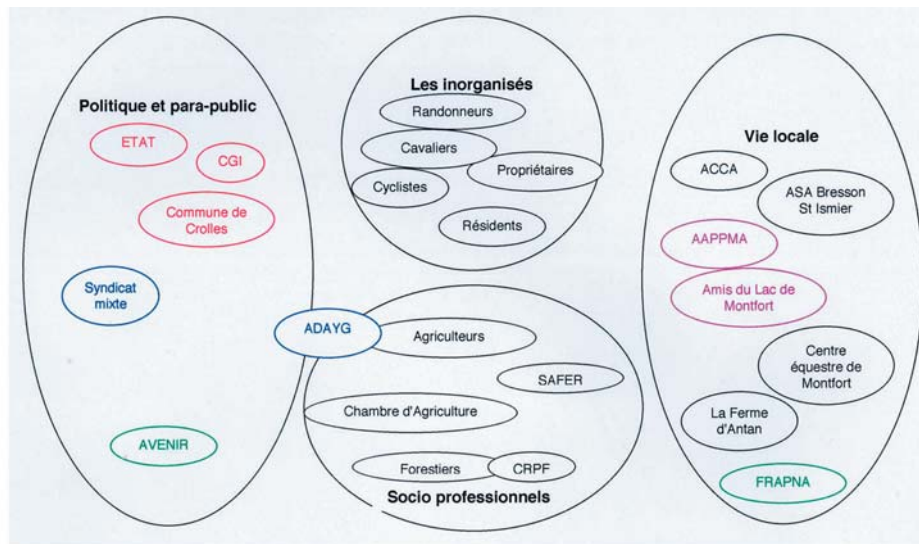 Politique et para-public
ETAT
CGI
Commune de
Crolles
Syndicat
mixte
ADAYG
AVENIR
Les inorganisés
Randonneurs
Cavaliers
Propriétaires
Cyclistes
Résidents
Agriculteurs
SAFER
Chambre d'Agriculture
Forestiers
CRPF
Socio professionnels
Vie locale
ACCA
ASA Bresson
St Ismier
AAPPMA
Amis du Lac de
Montfort
Centre
équestre de
Montfort
La Ferme
d'Antan
FRAPNA